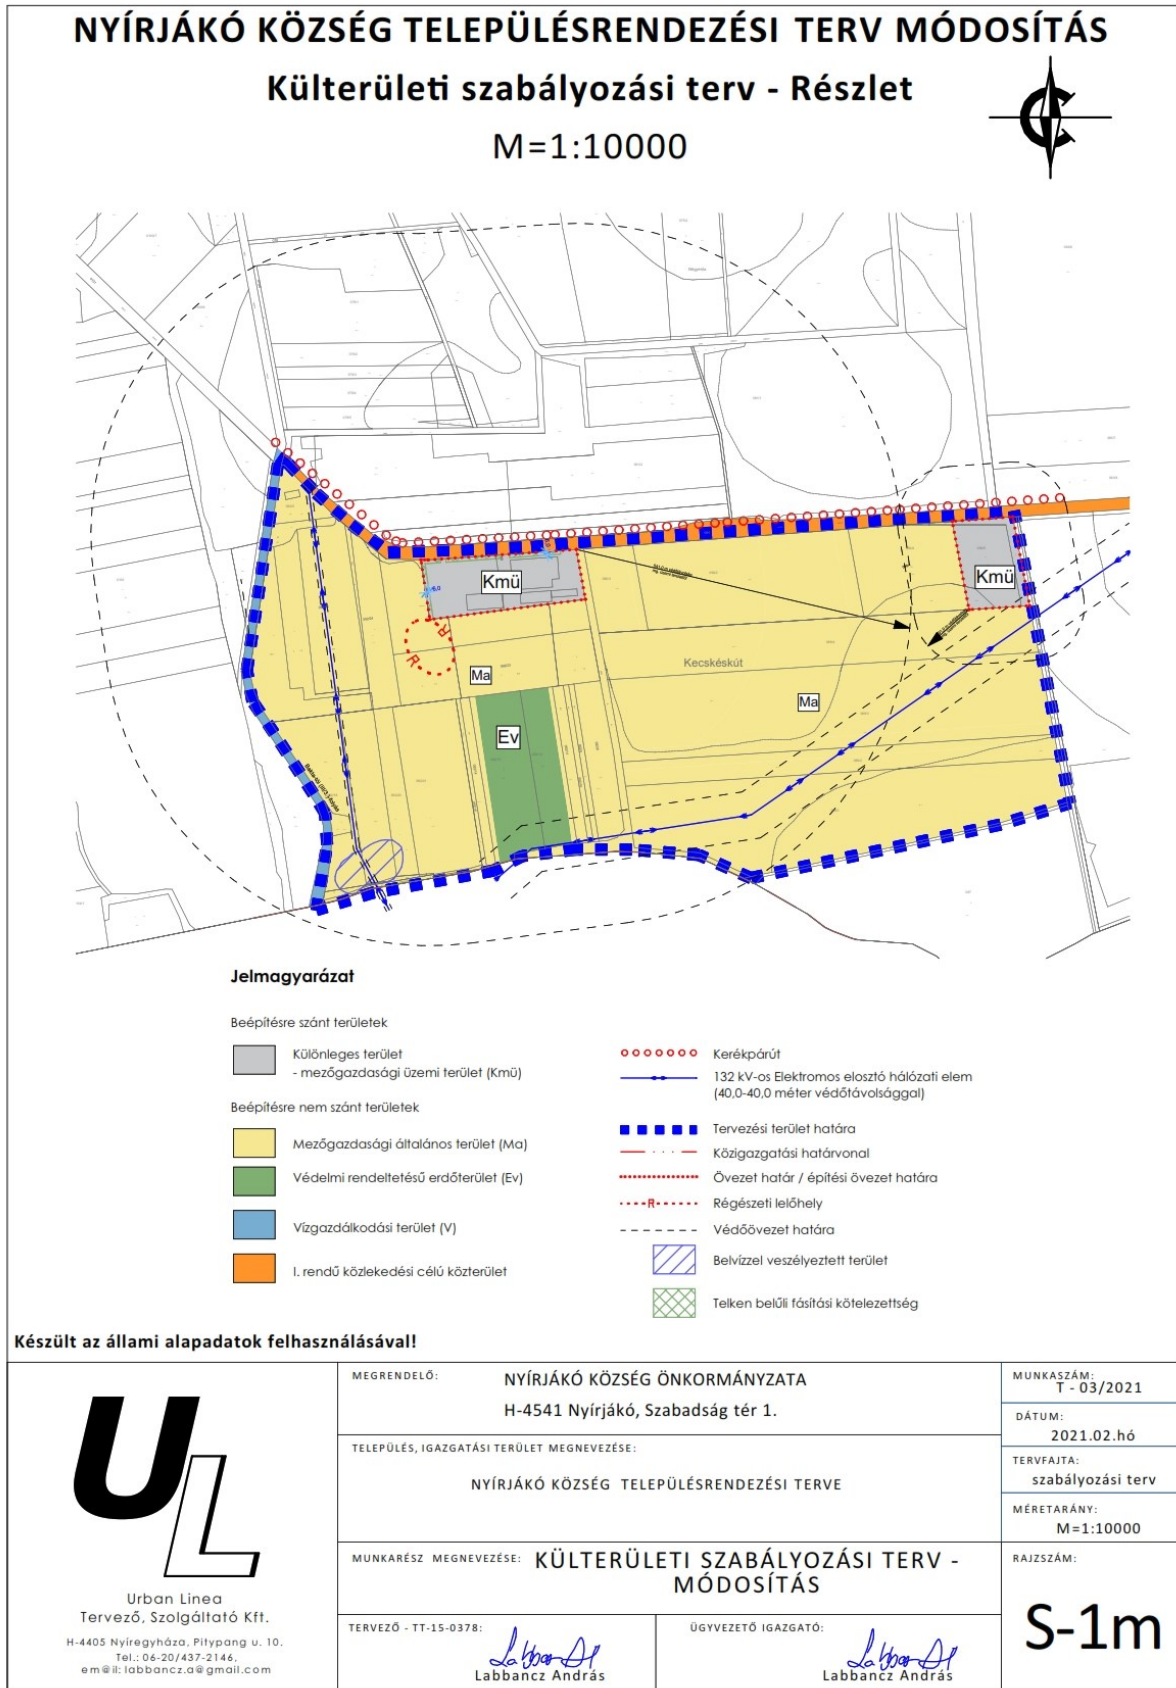 NYÍRJÁKÓ KÖZSÉG TELEPÜLÉSRENDEZÉSI TERV MÓDOSÍTÁS
Külterületi szabályozási terv - Részlet
M=1:10000
Kmü
Kmü
Kecskéskút
Ma
Ma
Ev
R
R
Jelmagyarázat
Beépítésre szánt területek
Különleges terület
- mezőgazdasági üzemi terület (Kmü)
Beépítésre nem szánt területek
Mezőgazdasági általános terület (Ma)
Védelmi rendeltetésű erdőterület (Ev)
Vízgazdálkodási terület (V)
I. rendű közlekedési célú közterület
Kerékpárút
132 kV-os Elektromos elosztó hálózati elem
(40,0-40,0 méter védőtávolsággal)
Tervezési terület határa
Közigazgatási határvonal
Övezet határ / építési övezet határa
R
Régészeti lelőhely
Védőövezet határa
Belvízzel veszélyeztett terület
Telken belűli fásítási kötelezettség
Készült az állami alapadatok felhasználásával!
UL
Urban Linea
Tervező, Szolgáltató Kft.
H-4405 Nyíregyháza, Pitypang u. 10.
Tel.: 06-20/437-2146,
em@il: labbancz.a@gmail.com
MEGRENDELŐ:
NYÍRJÁKÓ KÖZSÉG ÖNKORMÁNYZATA
H-4541 Nyírjákó, Szabadság tér 1.
TELEPÜLÉS, IGAZGATÁSI TERÜLET MEGNEVEZÉSE:
NYÍRJÁKÓ KÖZSÉG TELEPÜLÉSRENDEZÉSI TERVE
MUNKARÉSZ MEGNEVEZÉSE: KÜLTERÜLETI SZABÁLYOZÁSI TERV -
MÓDOSÍTÁS
TERVEZŐ - TT-15-0378:
Labbancz András
ÜGYVEZETŐ IGAZGATÓ:
Labbancz András
MUNKASZÁM:
T - 03/2021
DÁTUM:
2021.02.hó
TERVFAJTA:
szabályozási terv
MÉRETARÁNY:
M=1:10000
RAJZSZÁM:
S-1m